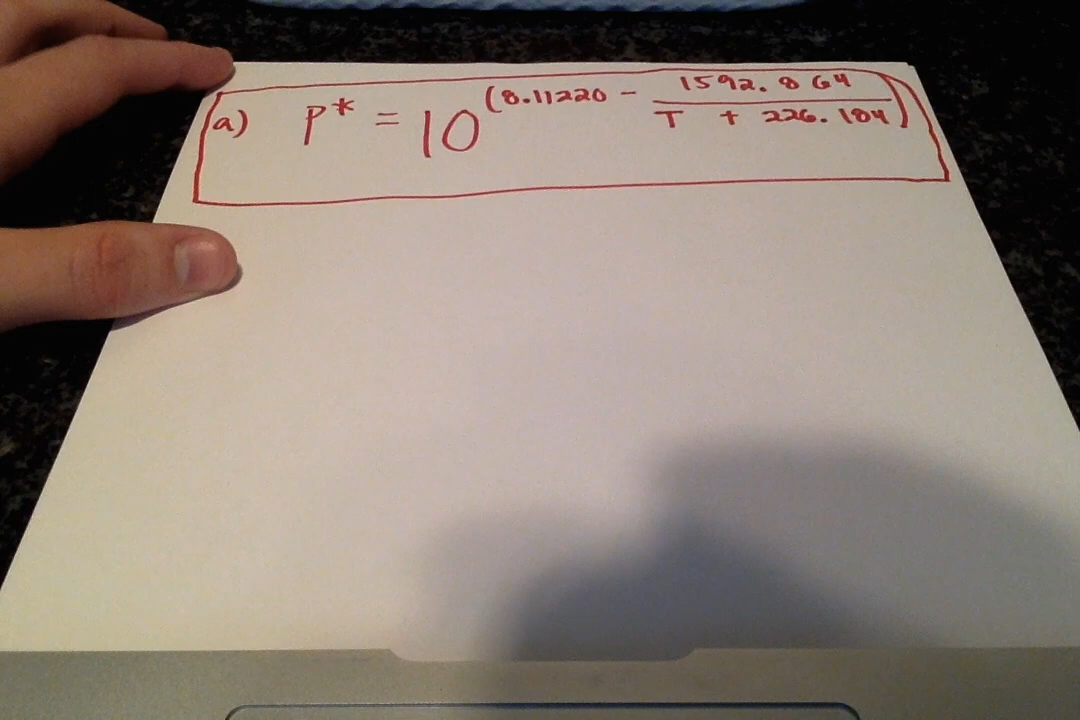 a) P* = 10^(8.11220 - 1592.864 / (T + 226.184))